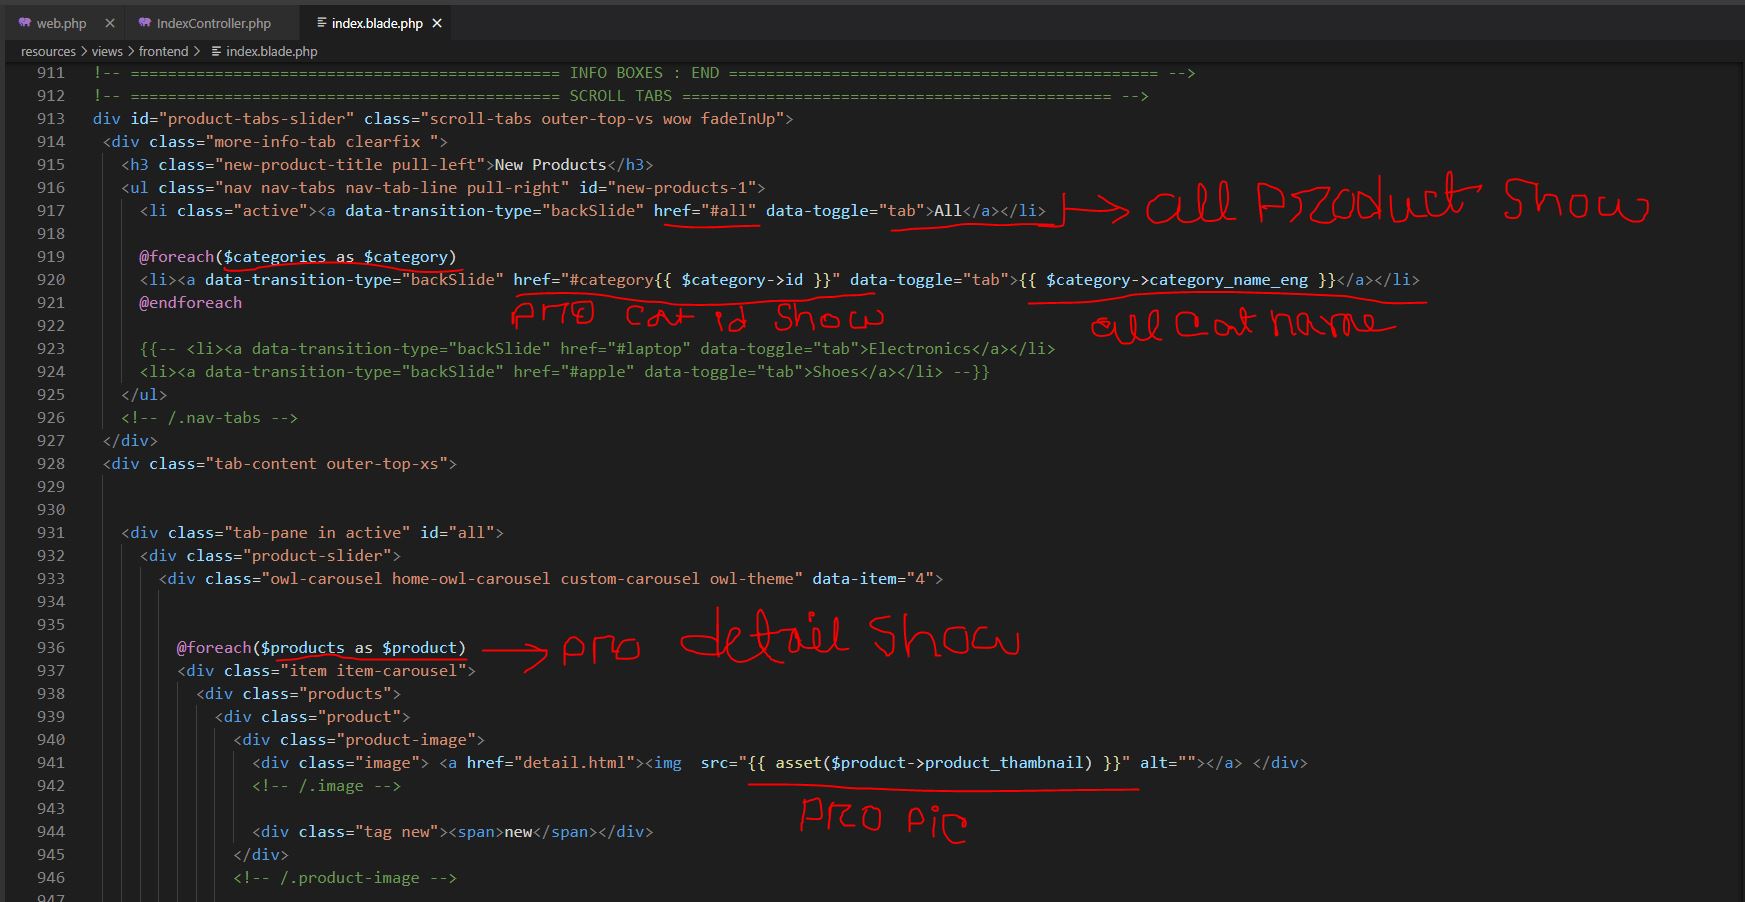 web.php × IndexController.php index.blade.php ×
resources > views > frontend > index.blade.php
911 !-- ============================================== INFO BOXES : END ============================================== -->
912 !-- ============================================== SCROLL TABS ============================================== -->
913 div id="product-tabs-slider" class="scroll-tabs outer-top-vs wow fadeInUp">
914 <div class="more-info-tab clearfix ">
915 <h3 class="new-product-title pull-left">New Products</h3>
916 <ul class="nav nav-tabs nav-tab-line pull-right" id="new-products-1">
917 <li class="active"><a data-transition-type="backSlide" href="#all" data-toggle="tab">All</a></li> all Product Show
918
919 @foreach($categories as $category)
920 <li><a data-transition-type="backSlide" href="#category{{ $category->id }}" data-toggle="tab">{{ $category->category_name_eng }}</a></li>
921 @endforeach
pro cat id show
all cat name
922
923 {{-- <li><a data-transition-type="backSlide" href="#laptop" data-toggle="tab">Electronics</a></li>
924 <li><a data-transition-type="backSlide" href="#apple" data-toggle="tab">Shoes</a></li> --}}
925 </ul>
926 <!-- /.nav-tabs -->
927 </div>
928 <div class="tab-content outer-top-xs">
929
930
931 <div class="tab-pane in active" id="all">
932 <div class="product-slider">
933 <div class="owl-carousel home-owl-carousel custom-carousel owl-theme" data-item="4">
934
935
936 @foreach($products as $product) pro detail show
937 <div class="item item-carousel">
938 <div class="products">
939 <div class="product">
940 <div class="product-image">
941 <div class="image"> <a href="detail.html"><img  src="{{ asset($product->product_thambnail) }}" alt=""></a> </div>
942 <!-- /.image -->
943
PRO Pic
944 <div class="tag new"><span>new</span></div>
945 </div>
946 <!-- /.product-image -->
947